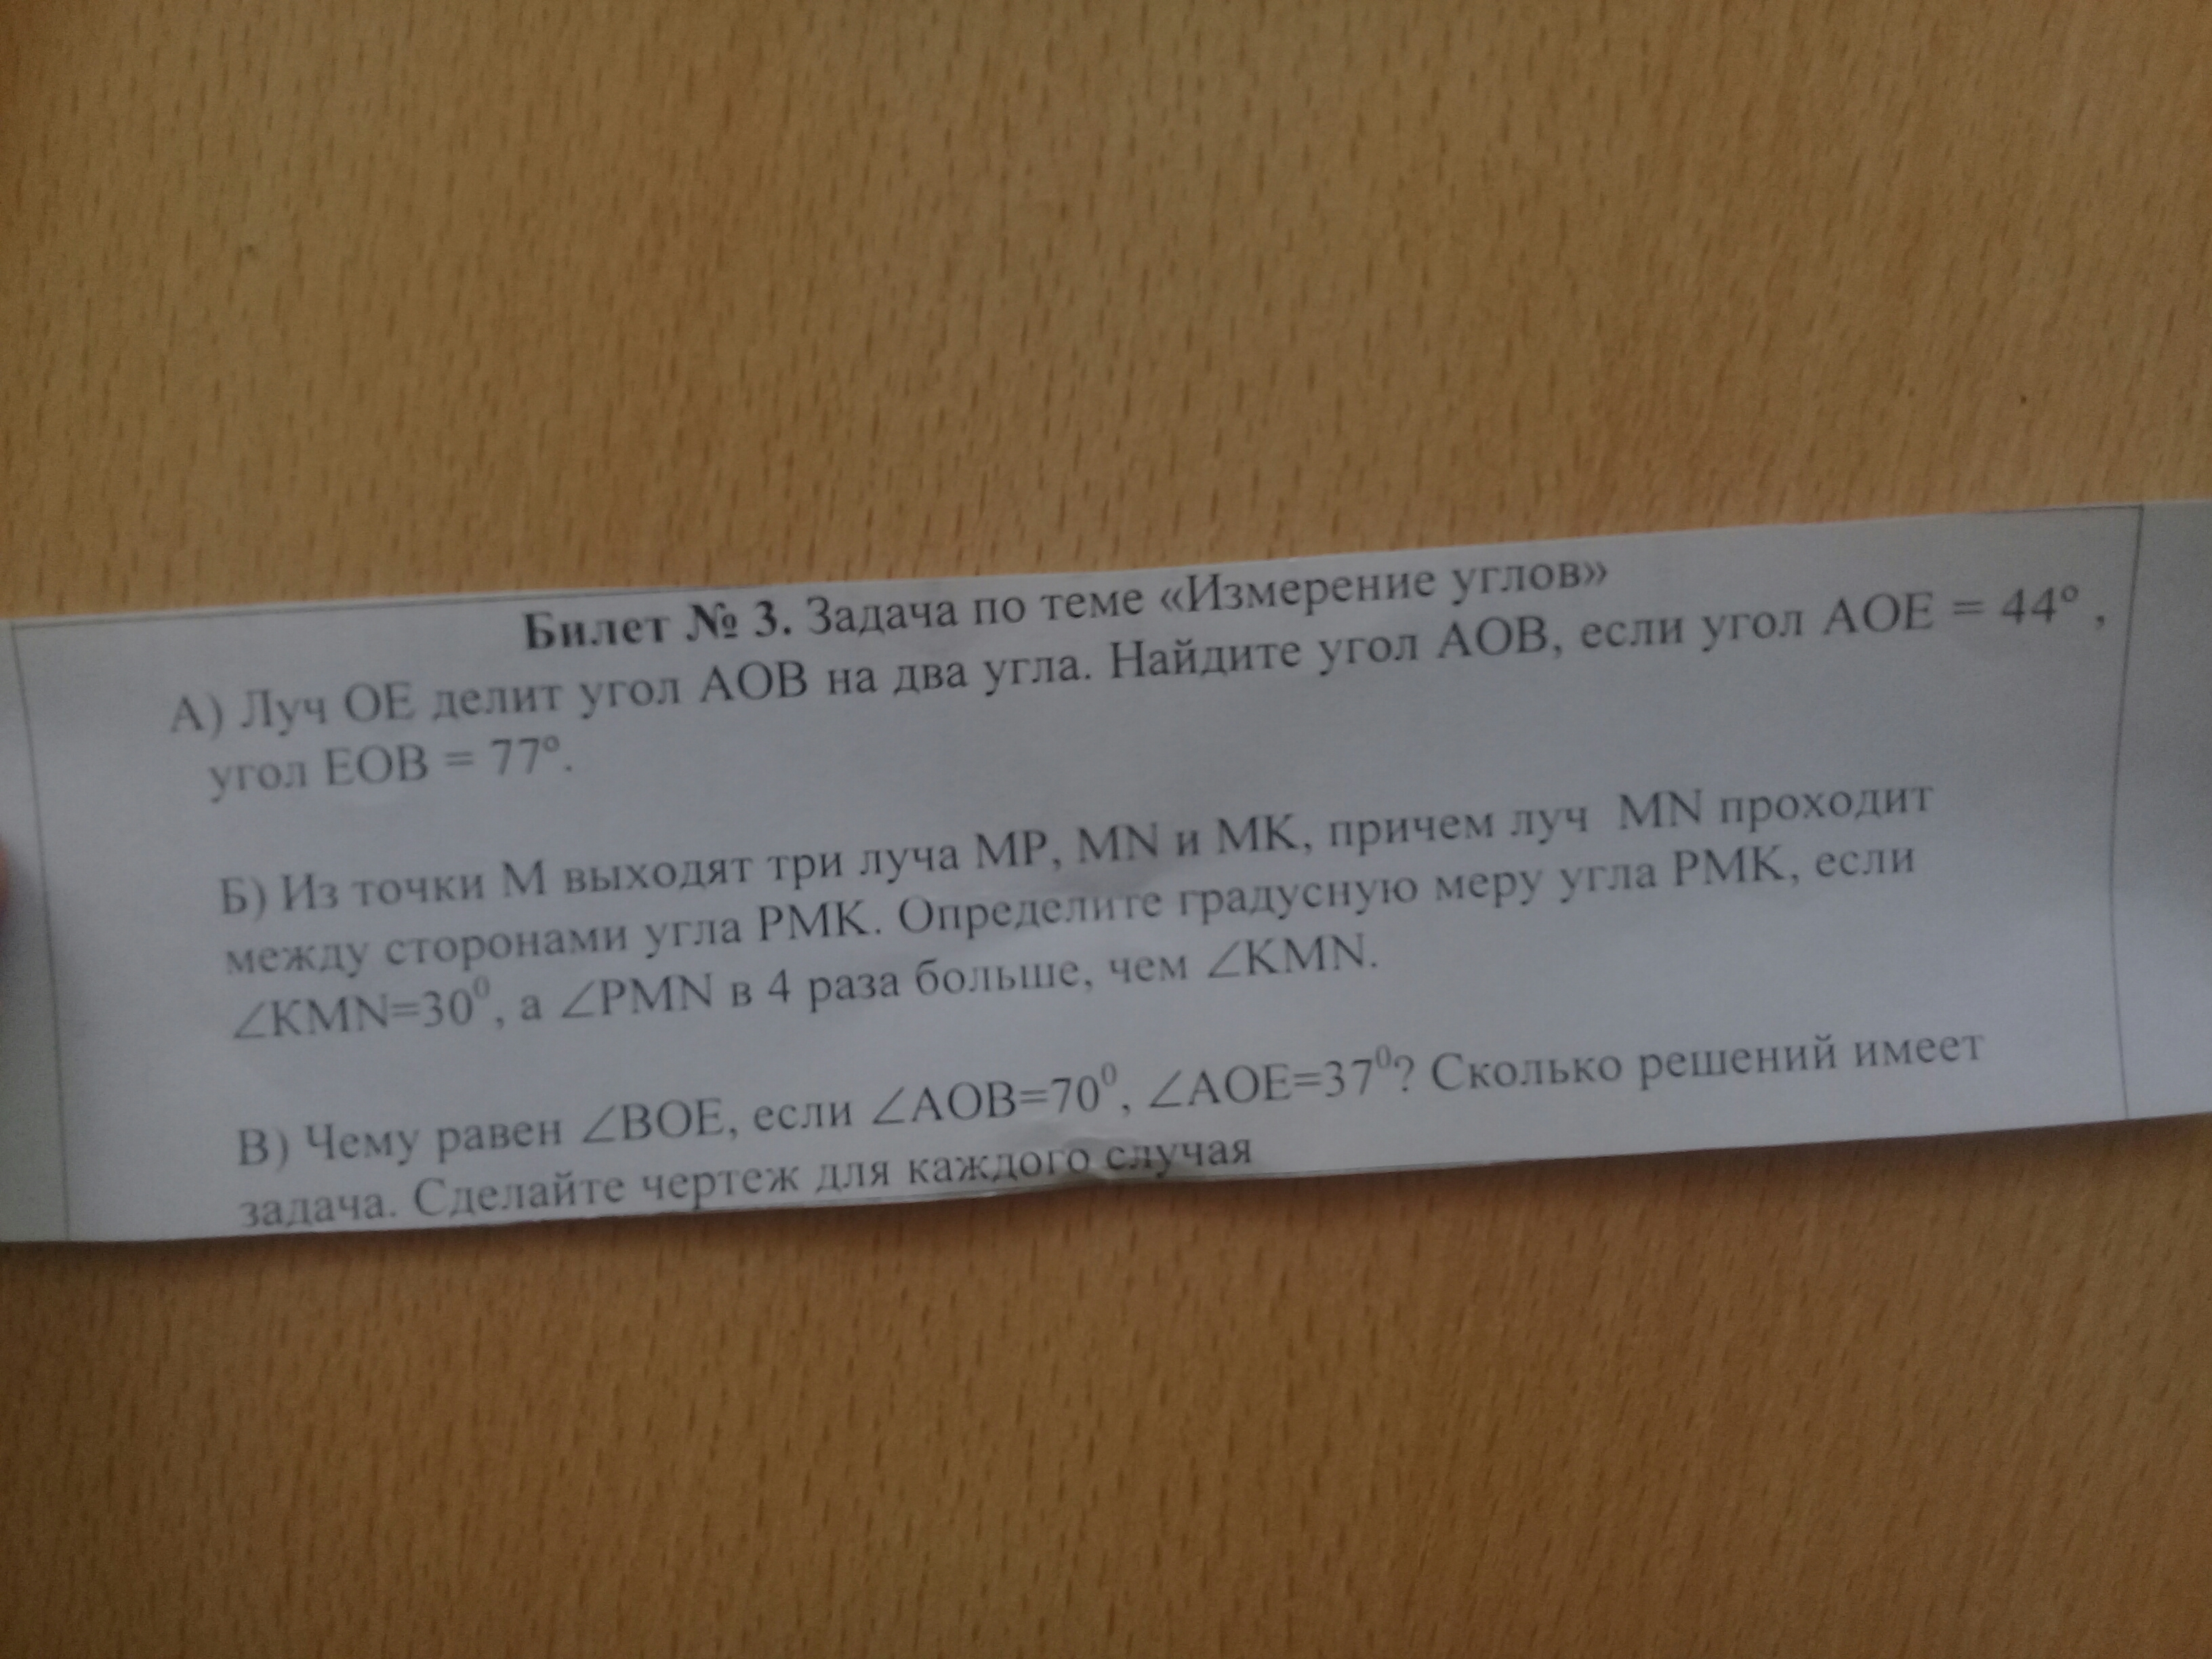 Билет № 3. Задача по теме «Измерение углов»
А) Луч ОЕ делит угол АОВ на два угла. Найдите угол АОВ, если угол АОЕ = 44º ,
угол ЕОВ = 77º.
Б) Из точки М выходят три луча МР, MN и МК, причем луч MN проходит
между сторонами угла РМК. Определите градусную меру угла РМК, если
∠KMN=30⁰, а ∠PMN в 4 раза больше, чем ∠KMN.
В) Чему равен ∠ВОЕ, если ∠АОВ=70⁰, ∠АОЕ=37⁰? Сколько решений имеет
задача. Сделайте чертеж для каждого случая